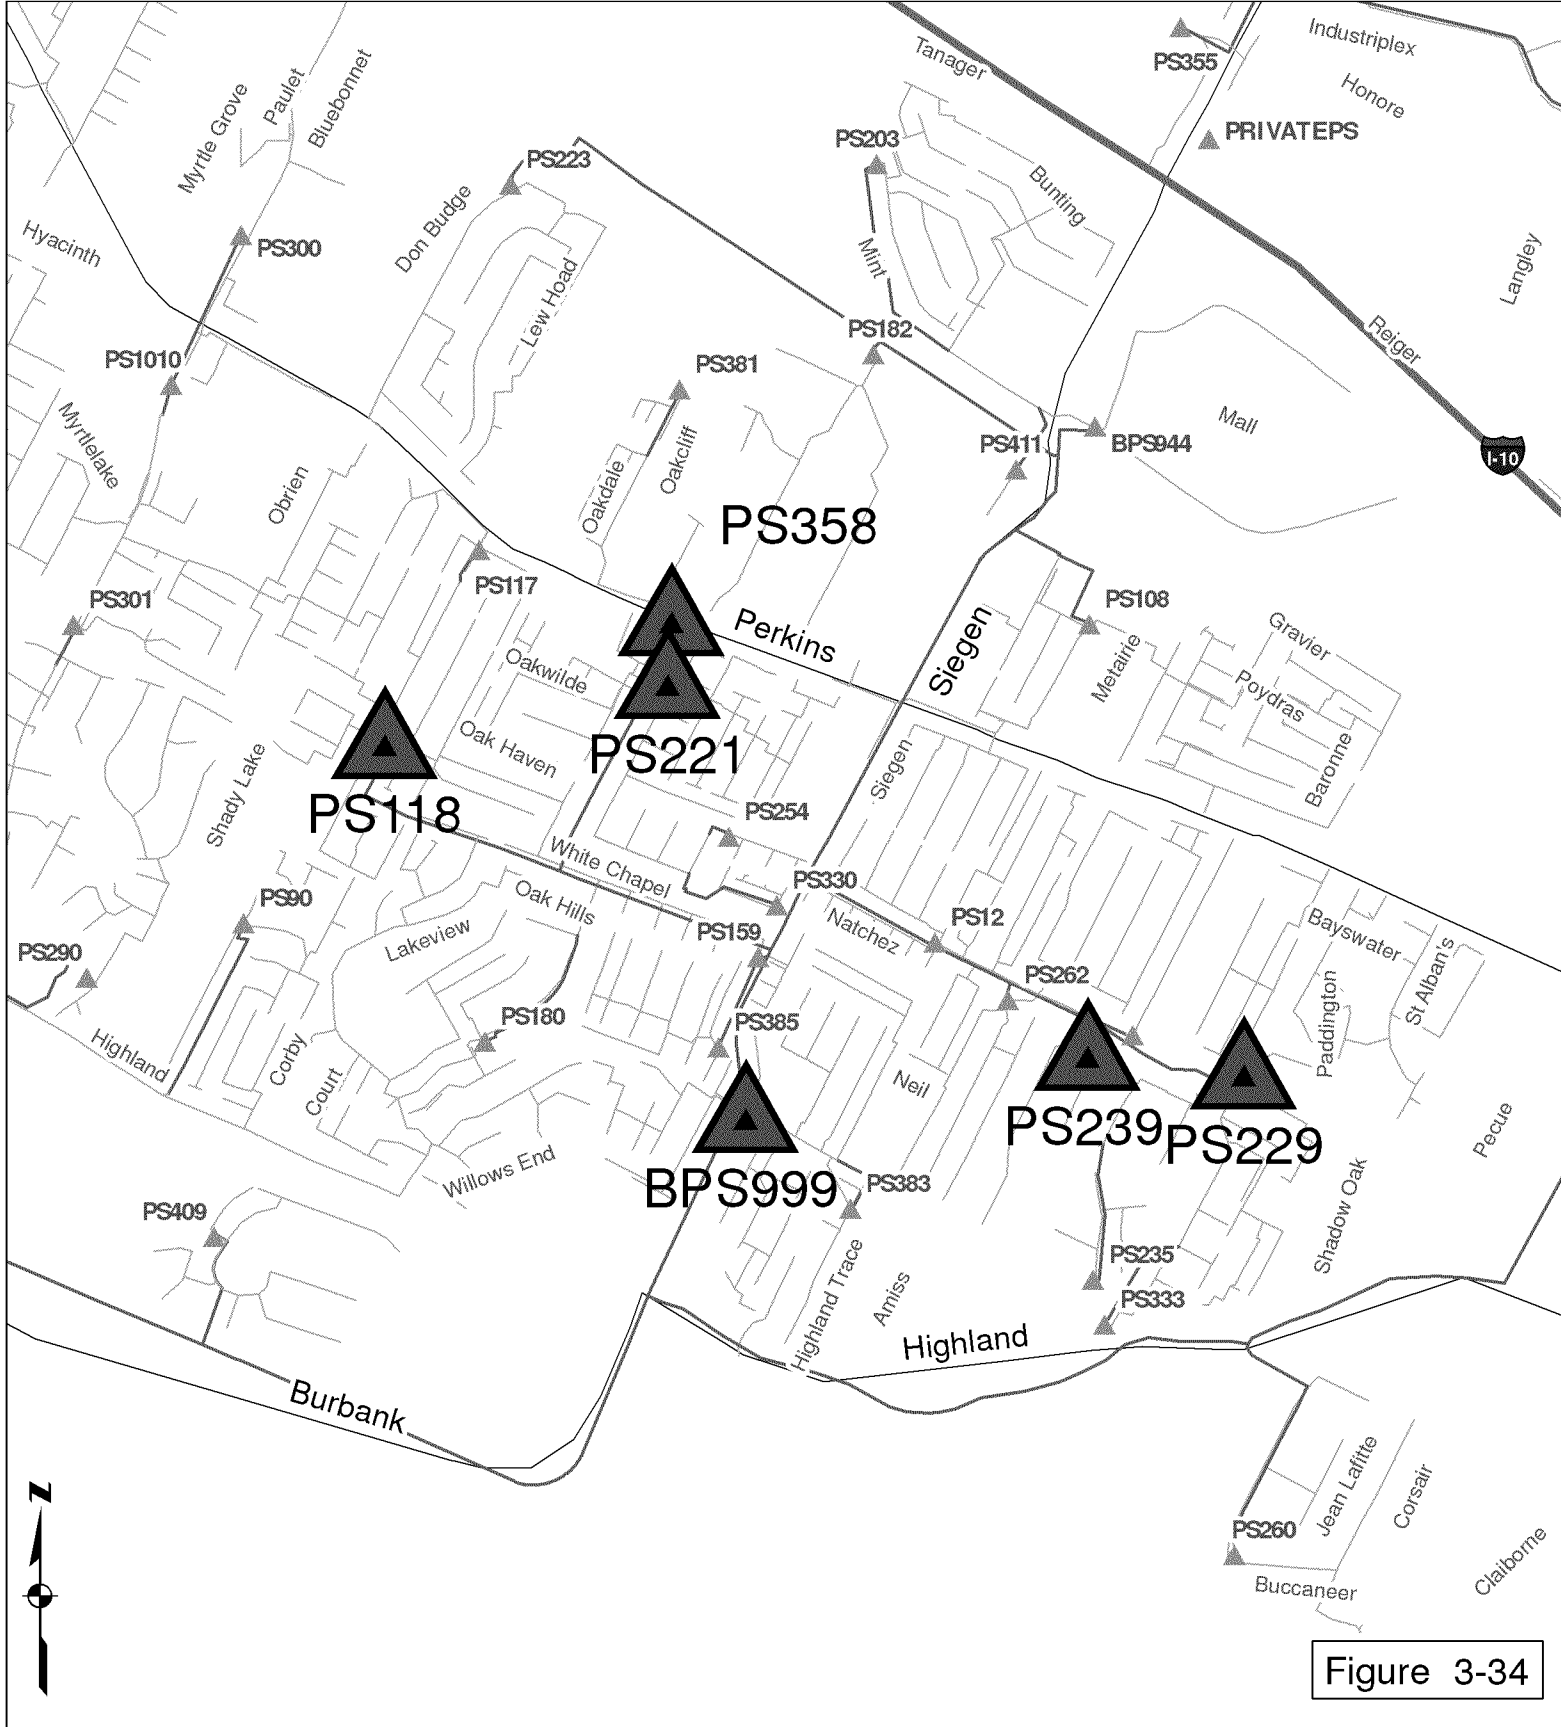 Industriplex
Tanager
PS355
Paulet
Bluebonnet
Myrtle Grove
Honore
PRIVATEPS
PS203
PS223
Bunting
Don Budge
Hyacinth
PS300
Mint
Langley
Lew Hoad
PS182
Reiger
PS1010
PS381
Mall
Myrtlelake
PS411
BPS944
Oakcliff
I-10
Obrien
Oakdale
PS358
PS117
PS301
PS108
Perkins
Siegen
Gravier
Metairie
Oakwilde
Poydras
Oak Haven
PS221
Siegen
Baronne
Shady Lake
PS118
PS254
White Chapel
PS330
Oak Hills
PS90
PS12
Natchez
Bayswater
Lakeview
PS159
PS290
St Alban's
PS262
Paddington
PS180
PS385
Highland
Corby
Neil
Court
PS239
PS229
Pecue
Willows End
BPS999
PS383
PS409
Shadow Oak
PS235
Highland Trace
Amiss
PS333
Highland
Burbank
Jean Lafitte
Corsair
z
PS260
Buccaneer
Claiborne
Figure 3-34